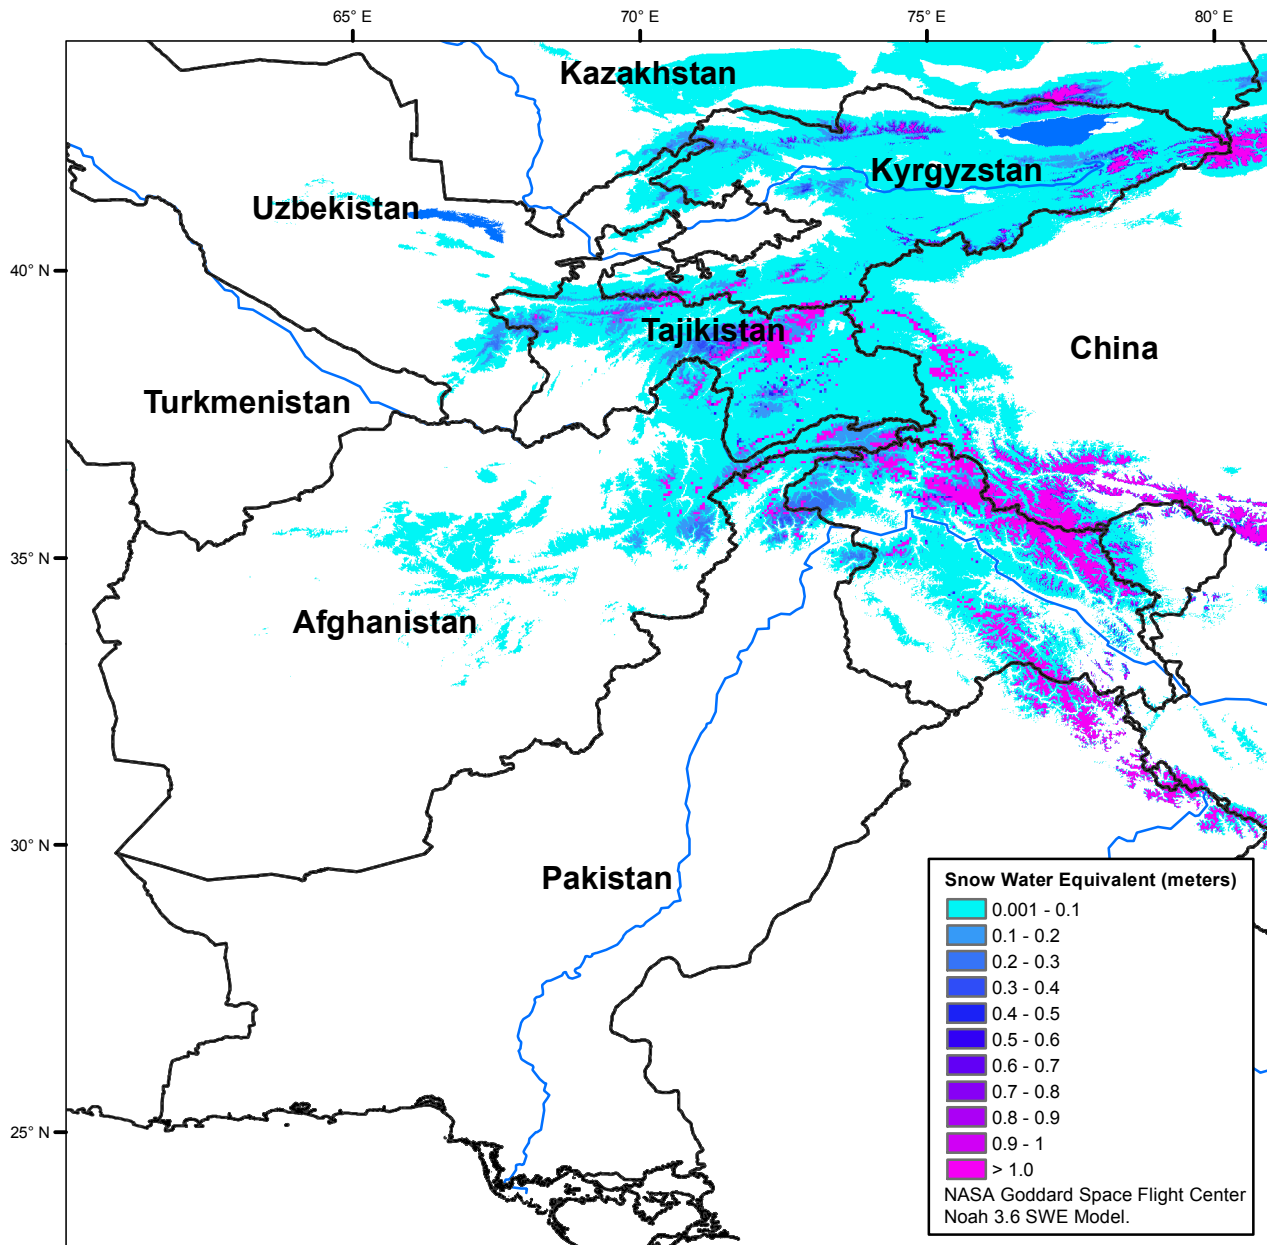 65° E
70° E
75° E
80° E
Kazakhstan
Kyrgyzstan
Uzbekistan
40° N
Tajikistan
China
Turkmenistan
35° N
Afghanistan
30° N
Pakistan
Snow Water Equivalent (meters)
0.001 - 0.1
0.1 - 0.2
0.2 - 0.3
0.3 - 0.4
0.4 - 0.5
0.5 - 0.6
0.6 - 0.7
0.7 - 0.8
0.8 - 0.9
0.9 - 1
> 1.0
25° N
NASA Goddard Space Flight Center
Noah 3.6 SWE Model.